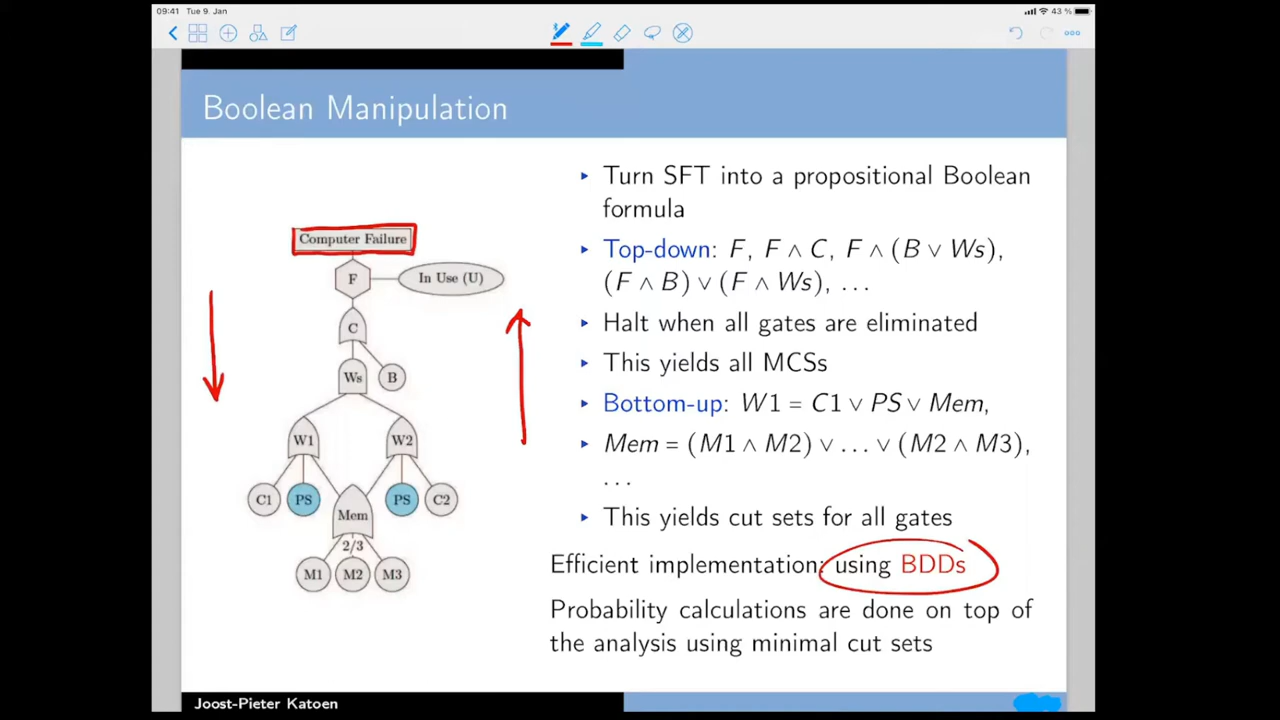 09:41 Tue 9. Jan
43 %
Boolean Manipulation
Computer Failure
F
In Use (U)
C
Ws
B
W1
W2
C1
PS
PS
C2
Mem
2/3
M1
M2
M3
▸ Turn SFT into a propositional Boolean
formula
▸ Top-down: F, F ∧ C, F ∧ (B ∨ Ws),
(F ∧ B) ∨ (F ∧ Ws), ...
▸ Halt when all gates are eliminated
▸ This yields all MCSs
▸ Bottom-up: W1 = C1 ∨ PS ∨ Mem,
▸ Mem = (M1 ∧ M2) ∨ ... ∨ (M2 ∧ M3),
...
▸ This yields cut sets for all gates
Efficient implementation: using BDDs
Probability calculations are done on top of
the analysis using minimal cut sets
Joost-Pieter Katoen